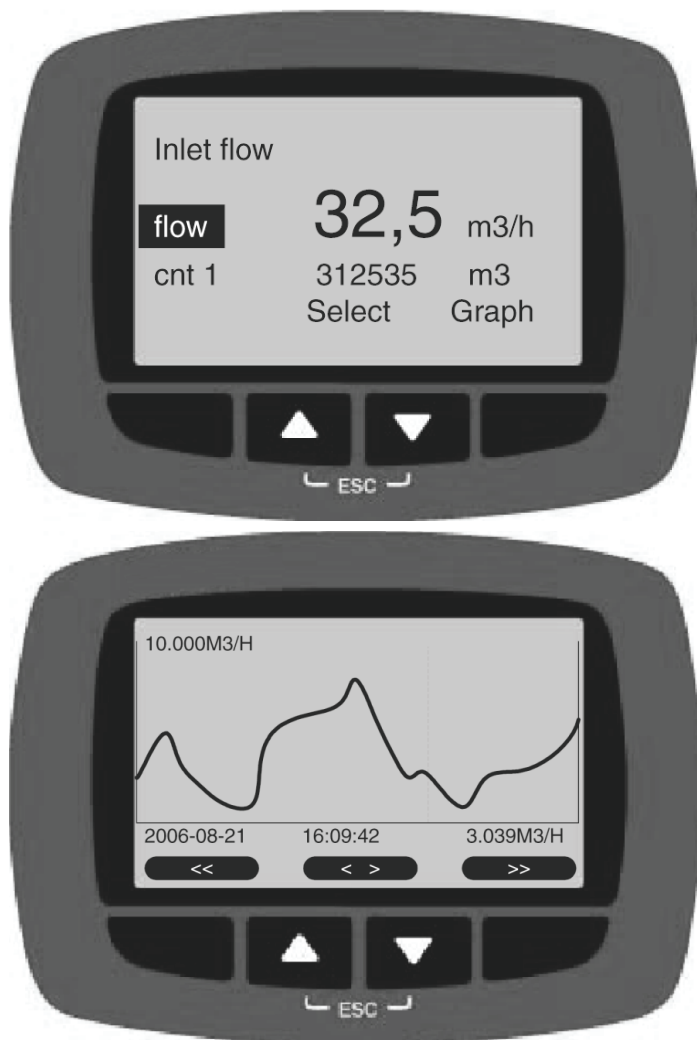 Inlet flow
flow 32,5 m3/h
cnt 1 312535 m3
Select Graph
ESC
10.000M3/H
2006-08-21 16:09:42 3.039M3/H
<< < > >>
ESC